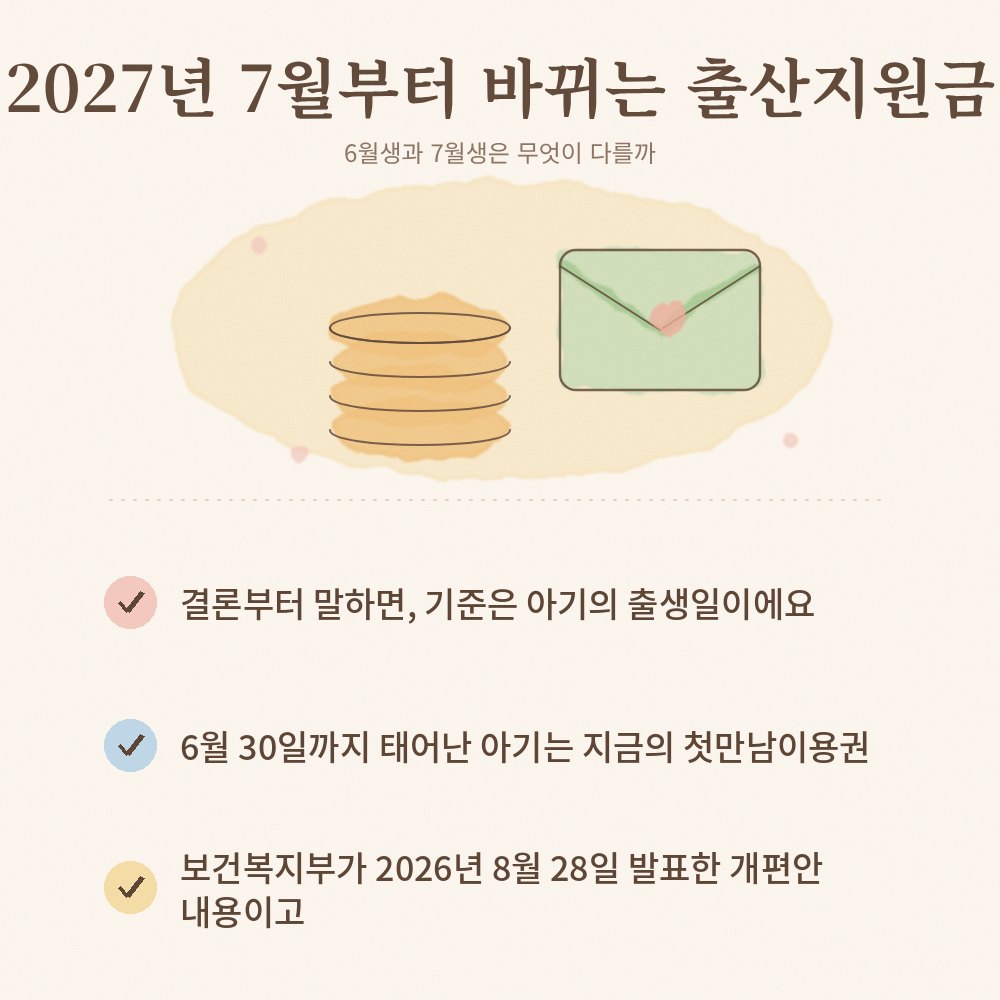 2027년 7월부터 바뀌는 출산지원금
6월생과 7월생은 무엇이 다를까
결론부터 말하면, 기준은 아기의 출생일이에요
6월 30일까지 태어난 아기는 지금의 첫만남이용권
보건복지부가 2026년 8월 28일 발표한 개편안
내용이고